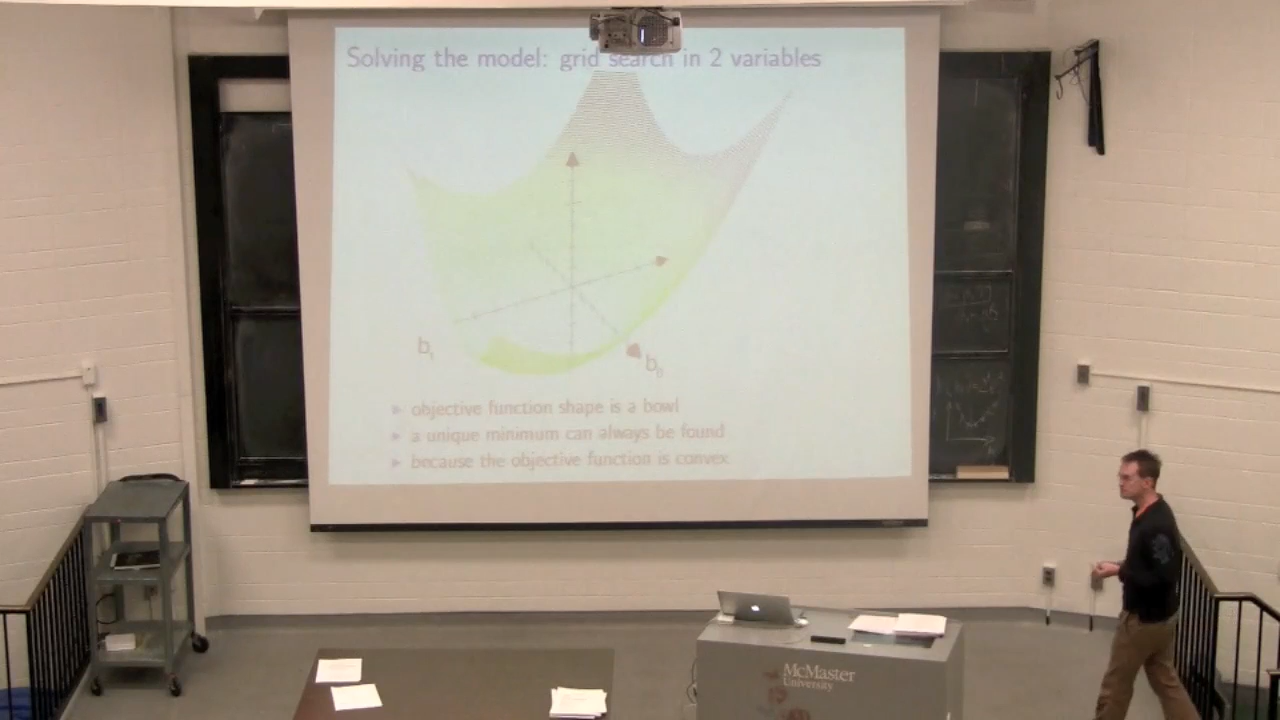 Solving the model: grid search in 2 variables
b₁
b₀
▶ objective function shape is a bowl
▶ a unique minimum can always be found
▶ because the objective function is convex
McMaster
University